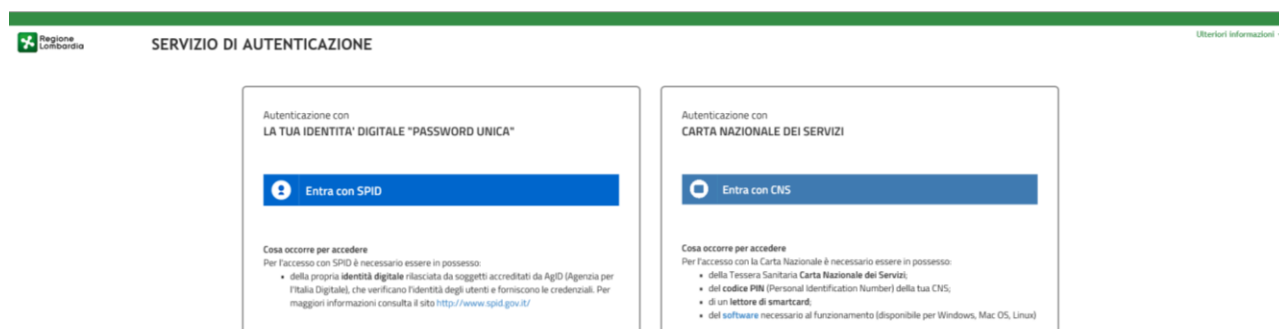 Regione
Lombardia
SERVIZIO DI AUTENTICAZIONE
Ulteriori informazioni
Autenticazione con
LA TUA IDENTITA' DIGITALE "PASSWORD UNICA"
Entra con SPID
Cosa occorre per accedere
Per l'accesso con SPID è necessario essere in possesso:
• della propria identità digitale rilasciata da soggetti accreditati da AgID (Agenzia per
l'Italia Digitale), che verificano l'identità degli utenti e forniscono le credenziali. Per
maggiori informazioni consulta il sito http://www.spid.gov.it/
Autenticazione con
CARTA NAZIONALE DEI SERVIZI
Entra con CNS
Cosa occorre per accedere
Per l'accesso con la Carta Nazionale è necessario essere in possesso:
• della Tessera Sanitaria Carta Nazionale dei Servizi;
• del codice PIN (Personal Identification Number) della tua CNS;
• di un lettore di smartcard;
• del software necessario al funzionamento (disponibile per Windows, Mac OS, Linux)